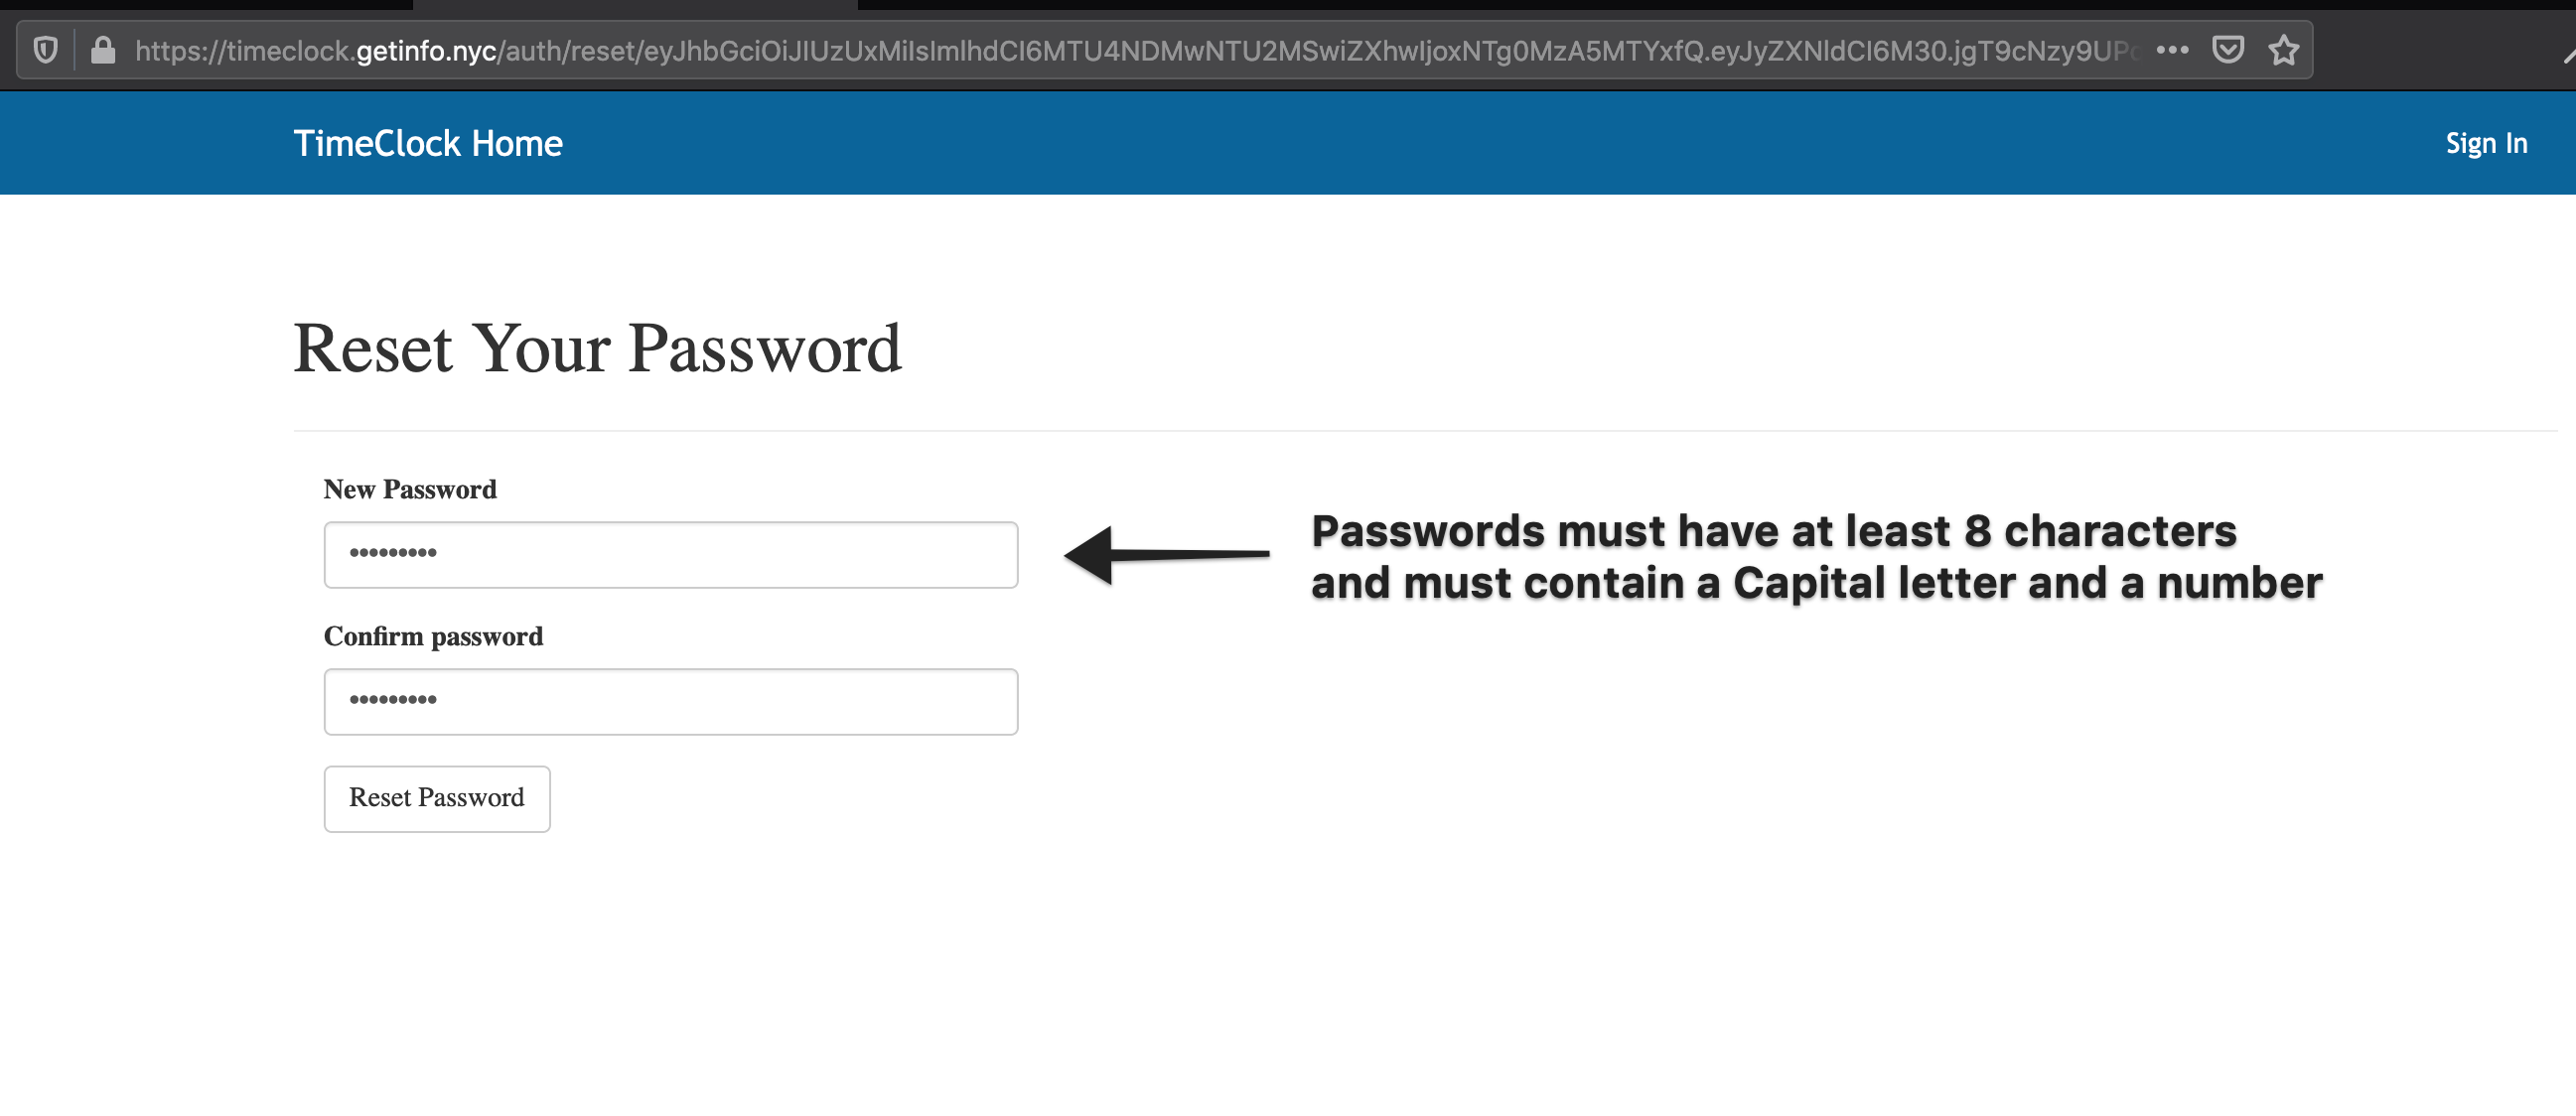 https://timeclock.getinfo.nyc/auth/reset/eyJhbGciOiJIUzUxMiIsImlhdCI6MTU4NDMwNTU2MSwiZXhwIjoxNTg0MzA5MTYxfQ.eyJyZXNldCI6M30.jgT9cNzy9UP
TimeClock Home
Sign In
Reset Your Password
New Password
Passwords must have at least 8 characters
and must contain a Capital letter and a number
Confirm password
Reset Password